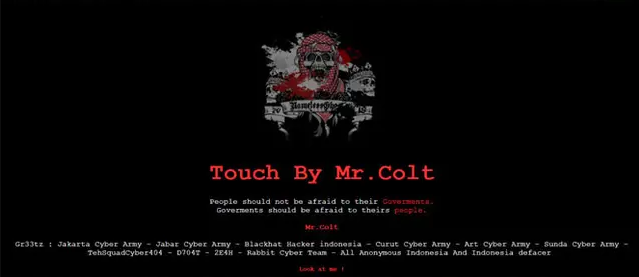 Touch By Mr.Colt
People should not be afraid to their Goverments.
Goverments should be afraid to theirs people.
Mr.Colt
Gr33tz : Jakarta Cyber Army - Jabar Cyber Army - Blackhat Hacker indonesia - Curut Cyber Army - Art Cyber Army - Sunda Cyber Army -
TehSquadCyber404 - D704T - 2E4H - Rabbit Cyber Team - All Anonymous Indonesia And Indonesia defacer
Look at me !